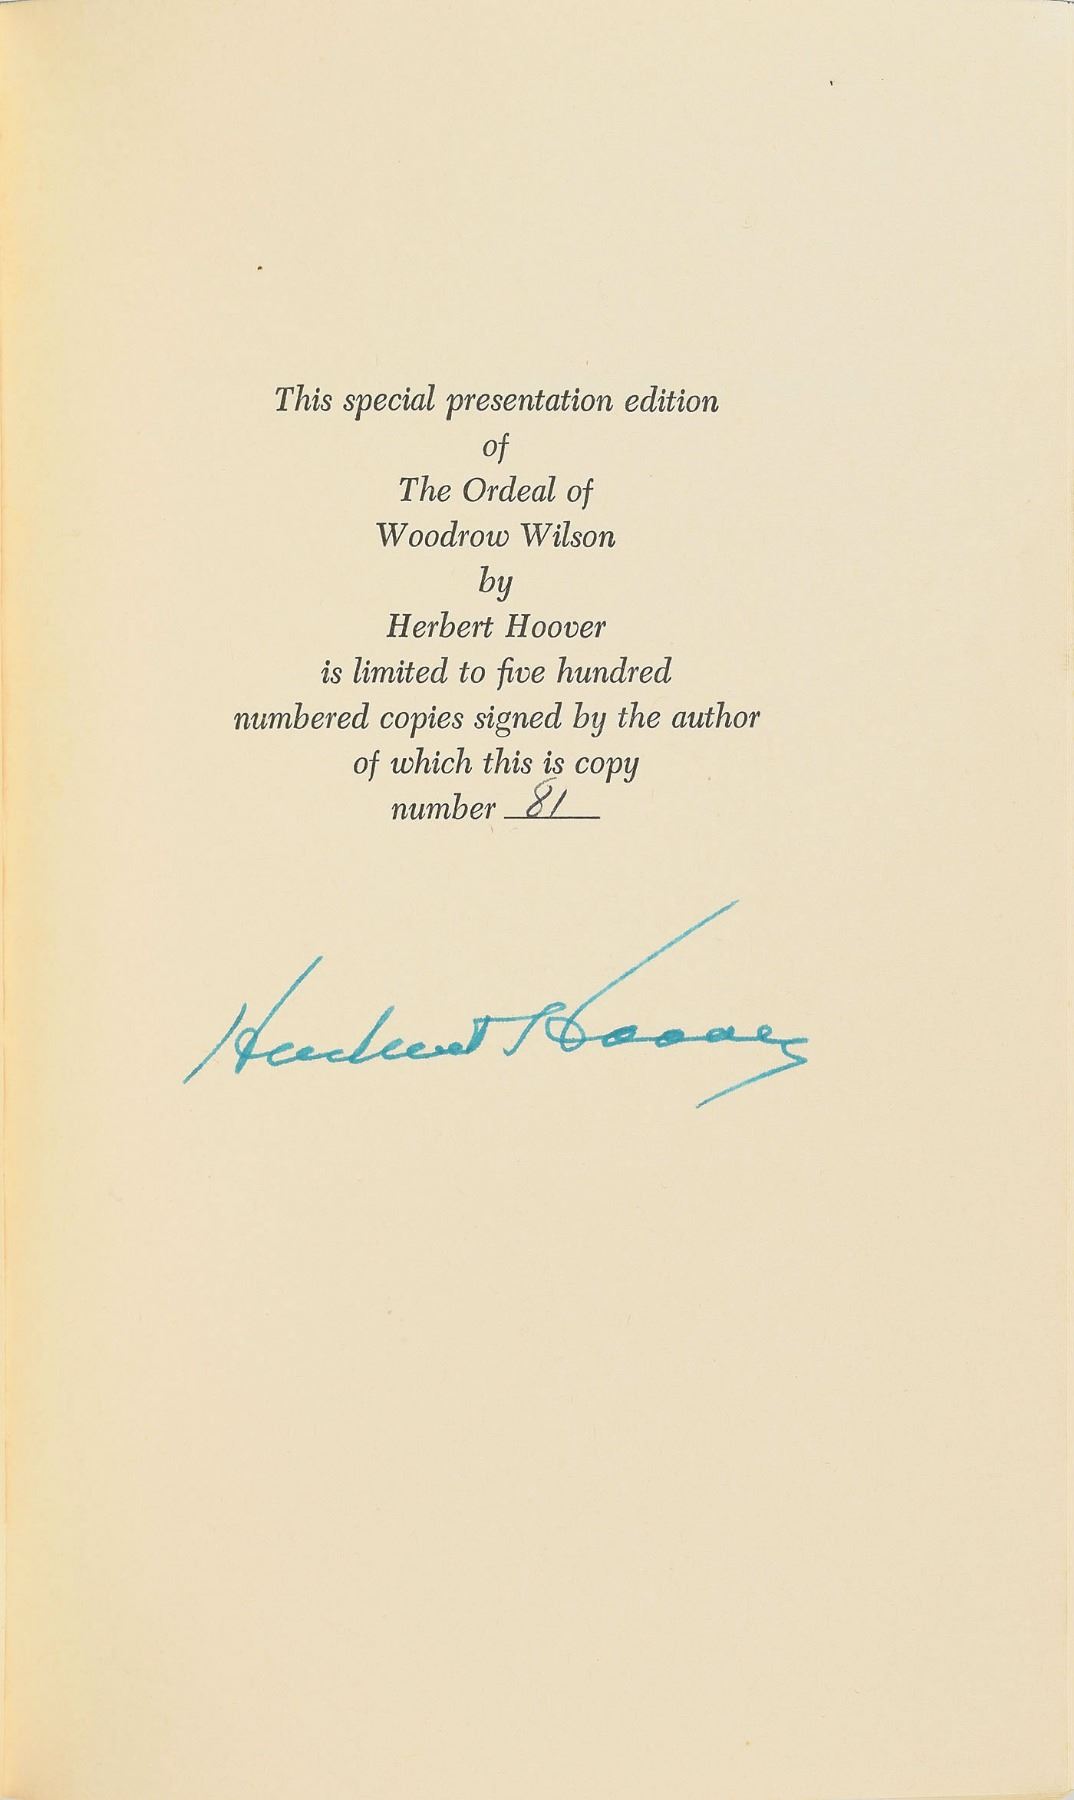 This special presentation edition
of
The Ordeal of
Woodrow Wilson
by
Herbert Hoover
is limited to five hundred
numbered copies signed by the author
of which this is copy
number 81
Herbert Hoover